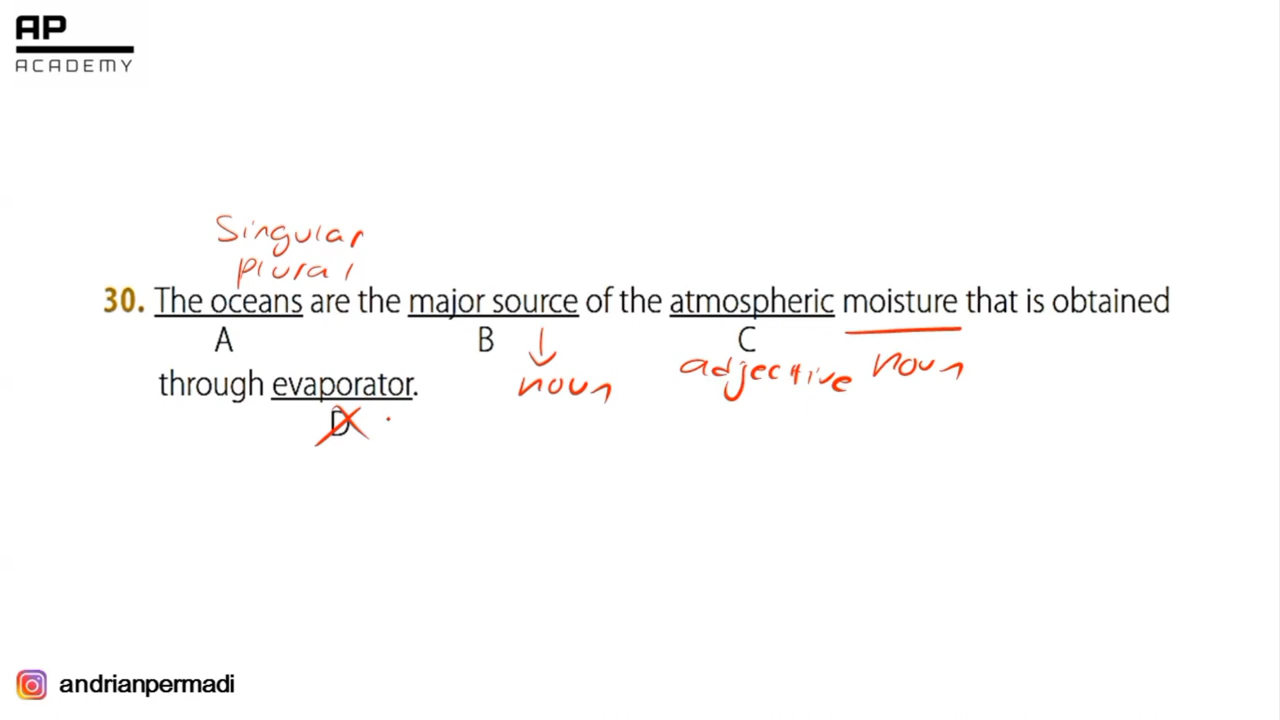 AP
ACADEMY
Singular
plural
30. The oceans are the major source of the atmospheric moisture that is obtained
A B ↓ C
adjective noun
through evaporator. noun
D
andrianpermadi